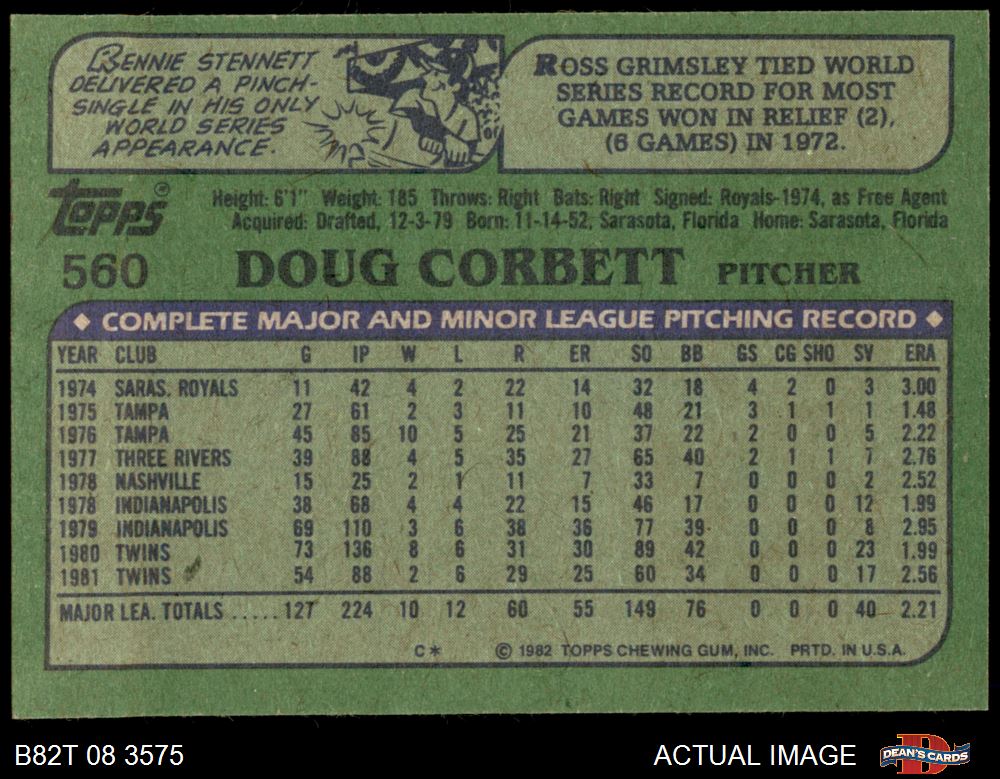 RENNIE STENNETT
DELIVERED A PINCH-
SINGLE IN HIS ONLY
WORLD SERIES
APPEARANCE.
ROSS GRIMSLEY TIED WORLD
SERIES RECORD FOR MOST
GAMES WON IN RELIEF (2),
(6 GAMES) IN 1972.
Topps®
Height: 6'1" Weight: 185 Throws: Right Bats: Right Signed: Royals-1974, as Free Agent
Acquired: Drafted, 12-3-79 Born: 11-14-52, Sarasota, Florida Home: Sarasota, Florida
560 DOUG CORBETT PITCHER
◆ COMPLETE MAJOR AND MINOR LEAGUE PITCHING RECORD ◆
YEAR CLUB G IP W L R ER SO BB GS CG SHO SV ERA
1974 SARAS. ROYALS 11 42 4 2 22 14 32 18 4 2 0 3 3.00
1975 TAMPA 27 61 2 3 11 10 48 21 3 1 1 1 1.48
1976 TAMPA 45 85 10 5 25 21 37 22 2 0 0 5 2.22
1977 THREE RIVERS 39 88 4 5 35 27 65 40 2 1 1 7 2.76
1978 NASHVILLE 15 25 2 1 11 7 33 7 0 0 0 2 2.52
1978 INDIANAPOLIS 38 68 4 4 22 15 46 17 0 0 0 12 1.99
1979 INDIANAPOLIS 69 110 3 6 38 36 77 39 0 0 0 8 2.95
1980 TWINS 73 136 8 6 31 30 89 42 0 0 0 23 1.99
1981 TWINS 54 88 2 6 29 25 60 34 0 0 0 17 2.56
MAJOR LEA. TOTALS ..... 127 224 10 12 60 55 149 76 0 0 0 40 2.21
C* © 1982 TOPPS CHEWING GUM, INC. PRTD. IN U.S.A.
B82T 08 3575 ACTUAL IMAGE DEAN'S CARDS